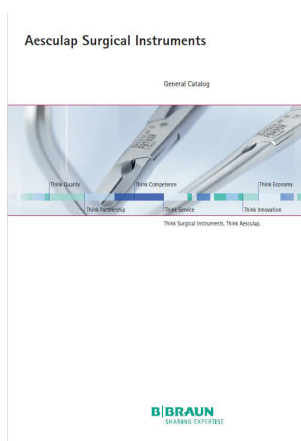 Aesculap Surgical Instruments
General Catalog
Think Quality
Think Competence
Think Economy
Think Partnership
Think Service
Think Innovation
Think Surgical Instruments. Think Aesculap.
B|BRAUN
SHARING EXPERTISE